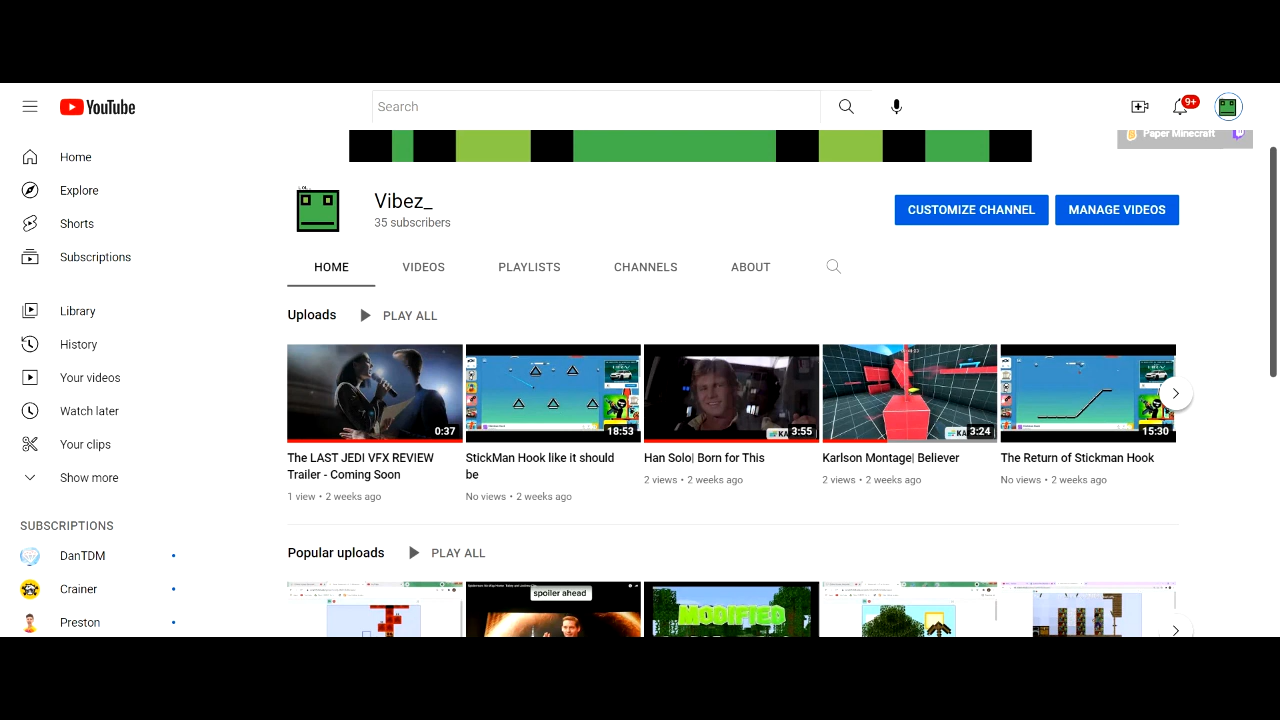 YouTube
Search
9+
Paper Minecraft
Home
Explore
Shorts
Subscriptions
Library
History
Your videos
Watch later
Your clips
Show more
SUBSCRIPTIONS
DanTDM
Crainer
Preston
Vibez_
35 subscribers
CUSTOMIZE CHANNEL
MANAGE VIDEOS
HOME VIDEOS PLAYLISTS CHANNELS ABOUT
Uploads PLAY ALL
0:37 18:53 3:55 3:24 15:30
The LAST JEDI VFX REVIEW
Trailer - Coming Soon
1 view • 2 weeks ago
StickMan Hook like it should
be
No views • 2 weeks ago
Han Solo| Born for This
2 views • 2 weeks ago
Karlson Montage| Believer
2 views • 2 weeks ago
The Return of Stickman Hook
No views • 2 weeks ago
Popular uploads PLAY ALL
spoiler ahead
MODIFIED